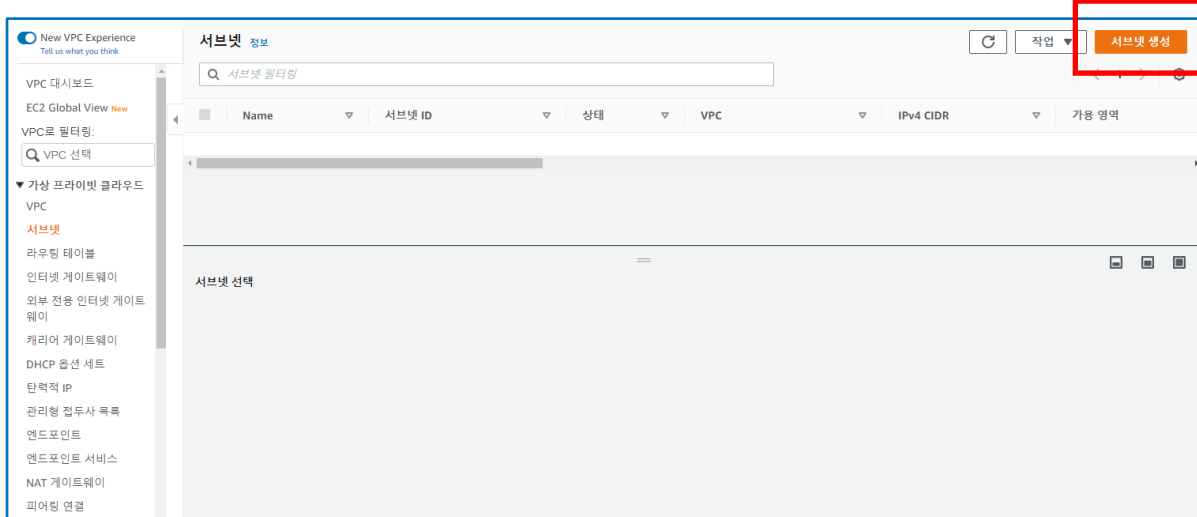 New VPC Experience
Tell us what you think
VPC 대시보드
EC2 Global View New
VPC로 필터링:
VPC 선택
가상 프라이빗 클라우드
VPC
서브넷
라우팅 테이블
인터넷 게이트웨이
외부 전용 인터넷 게이트
웨이
캐리어 게이트웨이
DHCP 옵션 세트
탄력적 IP
관리형 접두사 목록
엔드포인트
엔드포인트 서비스
NAT 게이트웨이
피어링 연결
서브넷 정보
작업
서브넷 생성
서브넷 필터링
Name 서브넷 ID 상태 VPC IPv4 CIDR 가용 영역
서브넷 선택